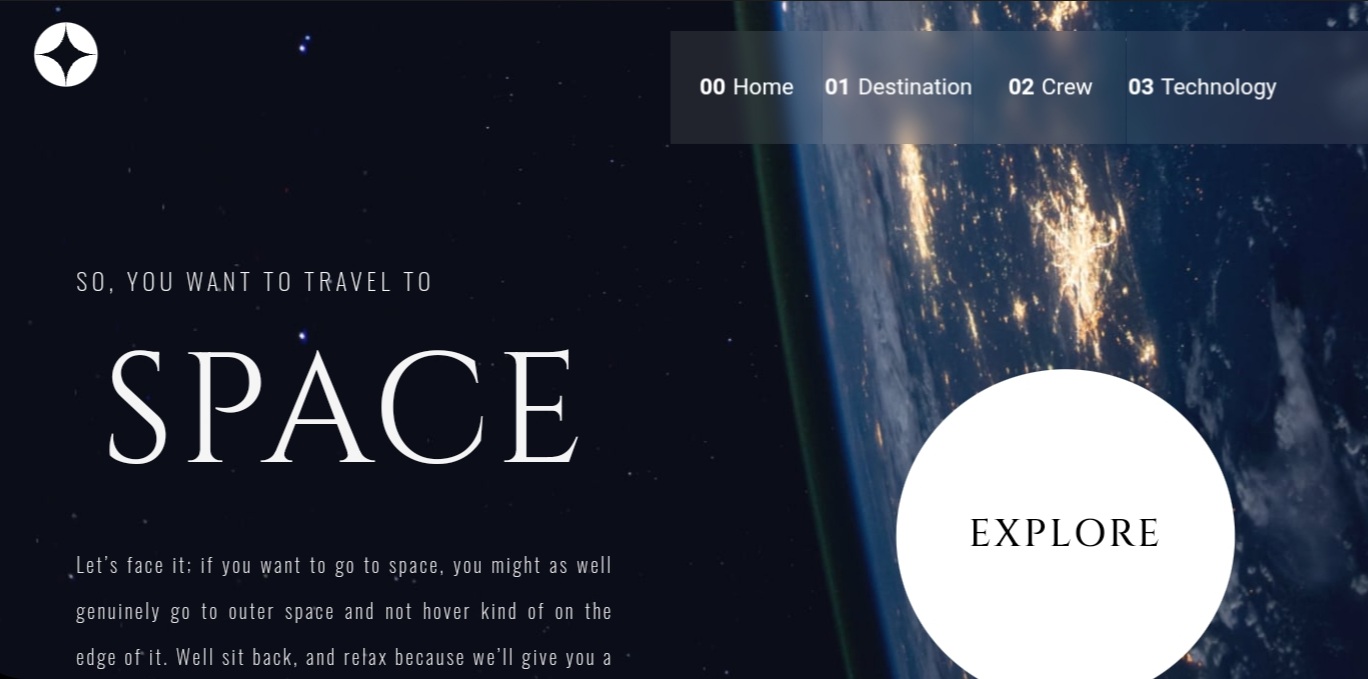 00 Home 01 Destination 02 Crew 03 Technology
SO, YOU WANT TO TRAVEL TO
SPACE
EXPLORE
Let's face it; if you want to go to space, you might as well
genuinely go to outer space and not hover kind of on the
edge of it. Well sit back, and relax because we'll give you a